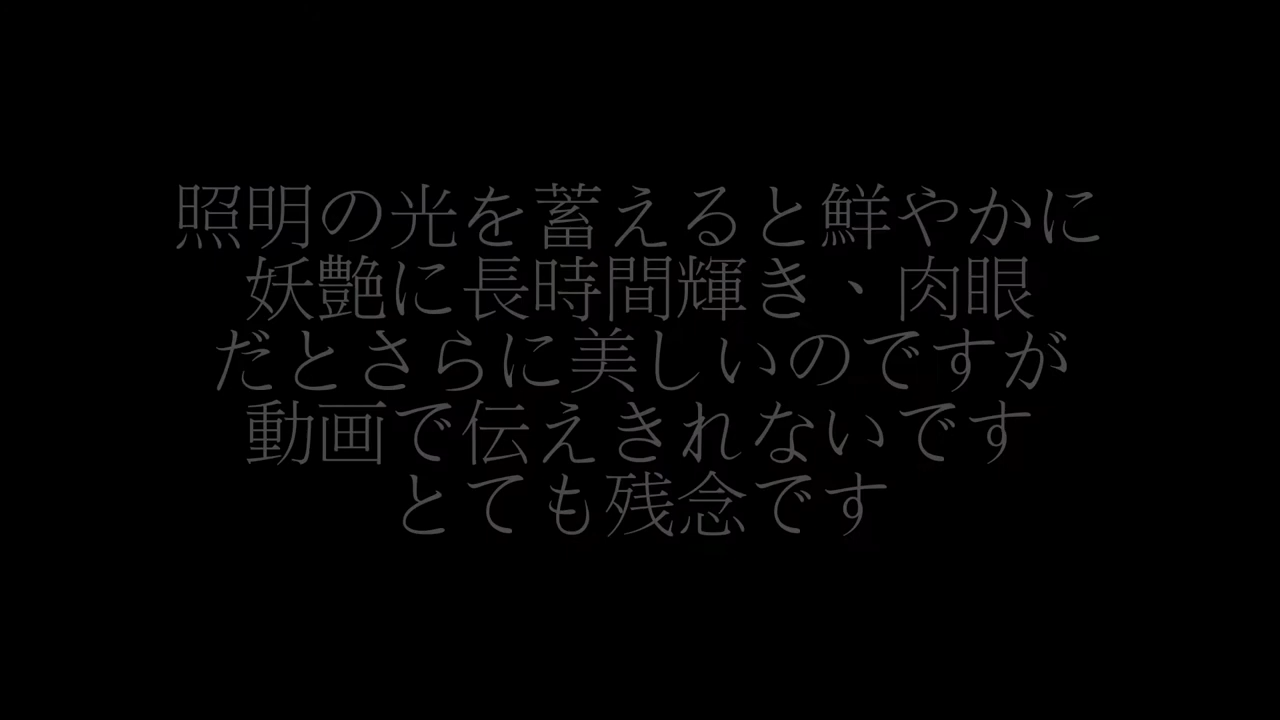 照明の光を蓄えると鮮やかに
妖艶に長時間輝き、肉眼
だとさらに美しいのですが
動画で伝えきれないです
とても残念です